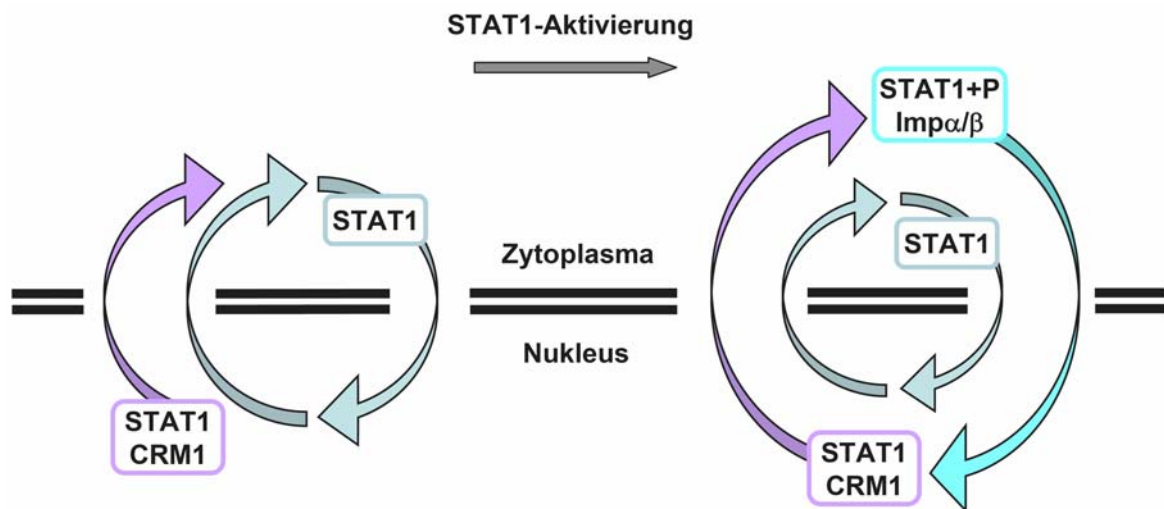 STAT1-Aktivierung
STAT1
Zytoplasma
Nukleus
STAT1
CRM1
STAT1+P
Impα/β
STAT1
STAT1
CRM1